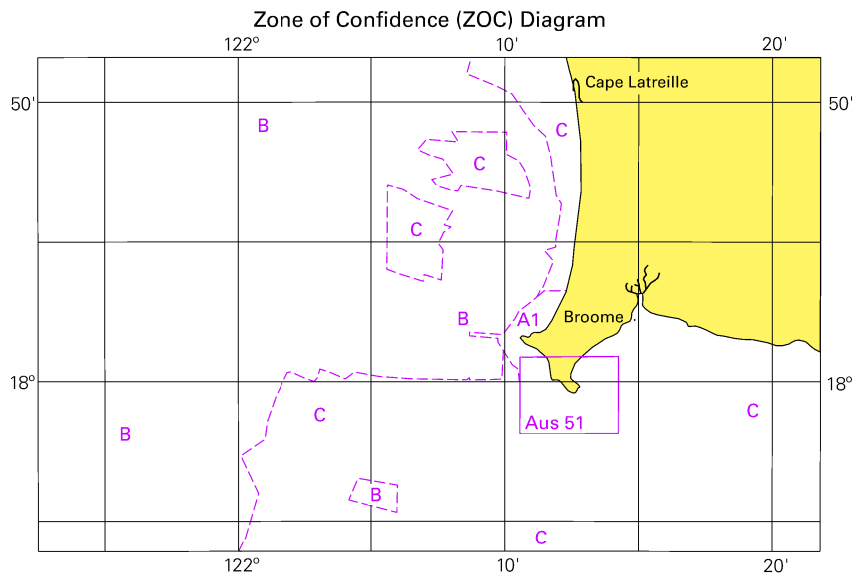 Zone of Confidence (ZOC) Diagram
122° 10' 20'
Cape Latreille
50' 50'
B C
C
C
B A1 Broome
18° 18°
C C
Aus 51
B
B
C
122° 10' 20'